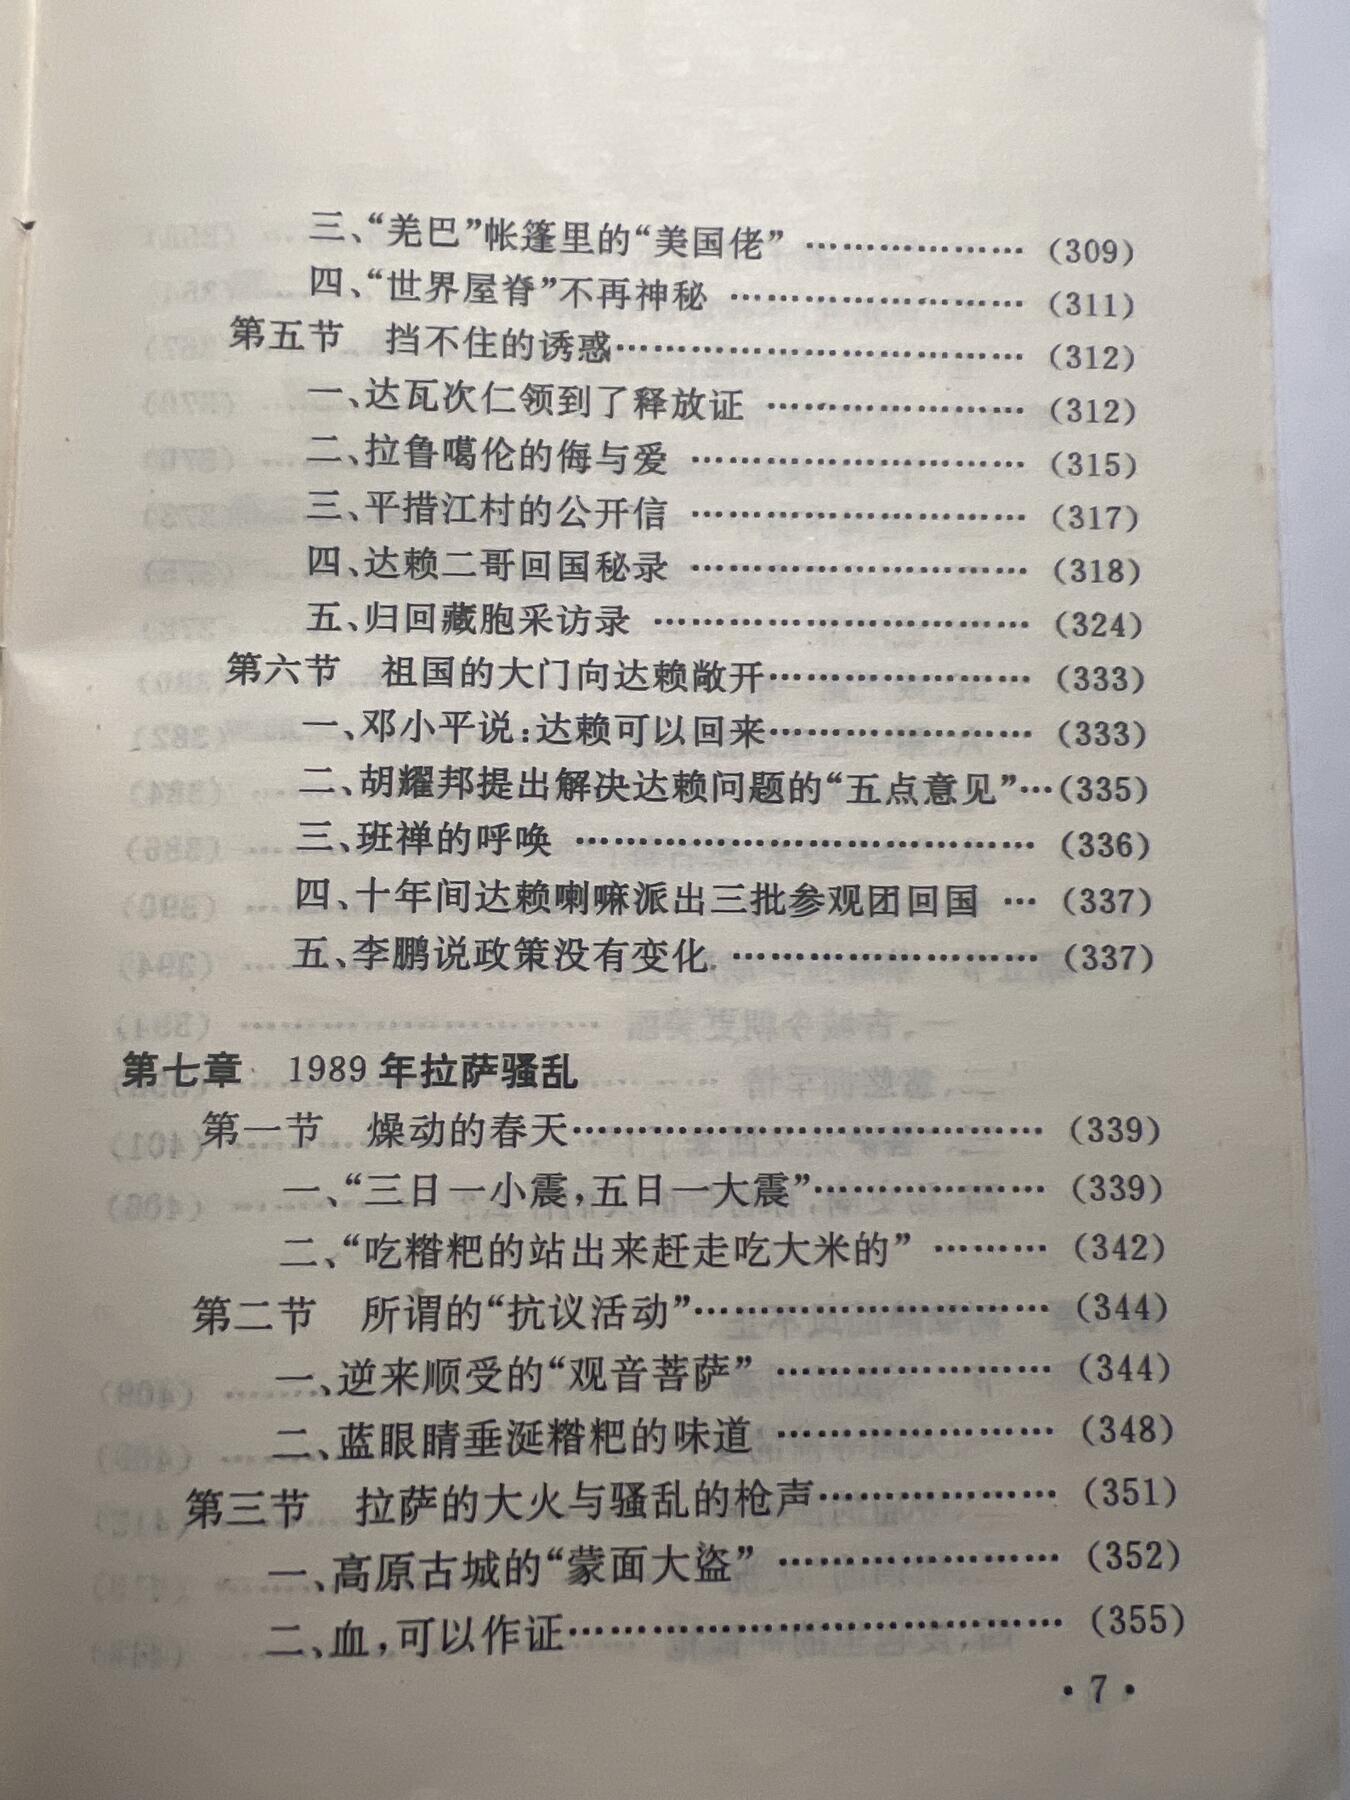 三、“羌巴”帐篷里的“美国佬” ………………… (309)
四、“世界屋脊”不再神秘 ……………………… (311)
第五节　挡不住的诱惑……………………………… (312)
一、达瓦次仁领到了释放证 …………………… (312)
二、拉鲁噶伦的侮与爱 ………………………… (315)
三、平措江村的公开信 ………………………… (317)
四、达赖二哥回国秘录 ………………………… (318)
五、归回藏胞采访录 …………………………… (324)
第六节　祖国的大门向达赖敞开…………………… (333)
一、邓小平说:达赖可以回来…………………… (333)
二、胡耀邦提出解决达赖问题的“五点意见”…(335)
三、班禅的呼唤 ………………………………… (336)
四、十年间达赖喇嘛派出三批参观团回国 … (337)
五、李鹏说政策没有变化 ……………………… (337)
第七章　1989年拉萨骚乱
第一节　燥动的春天………………………………… (339)
一、“三日一小震,五日一大震”………………… (339)
二、“吃糌粑的站出来赶走吃大米的” ……… (342)
第二节　所谓的“抗议活动”………………………… (344)
一、逆来顺受的“观音菩萨” …………………… (344)
二、蓝眼睛垂涎糌粑的味道 …………………… (348)
第三节　拉萨的大火与骚乱的枪声……………… (351)
一、高原古城的“蒙面大盗” …………………… (352)
二、血,可以作证………………………………… (355)
· 7 ·